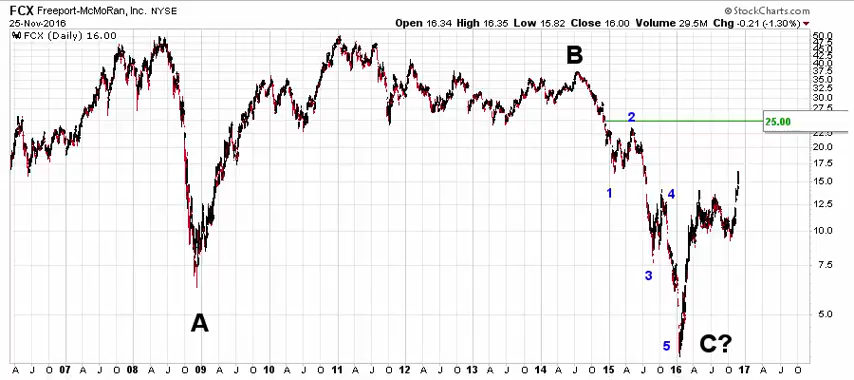 FCX Freeport-McMoRan, Inc. NYSE
© StockCharts.com
25-Nov-2016
Open 16.34 High 16.35 Low 15.82 Close 16.00 Volume 29.5M Chg -0.21 (-1.30%)
FCX (Daily) 16.00
50.0
47.5
45.0
42.5
40.0
37.5
35.0
32.5
30.0
27.5
25.00
22.5
20.0
17.5
15.0
12.5
10.0
7.5
5.0
B
2
1
4
3
A
5
C?
A J O 07 A J O 08 A J O 09 A J O 10 A J O 11 A J O 12 A J O 13 A J O 14 A J O 15 A J O 16 A J O 17 A J O